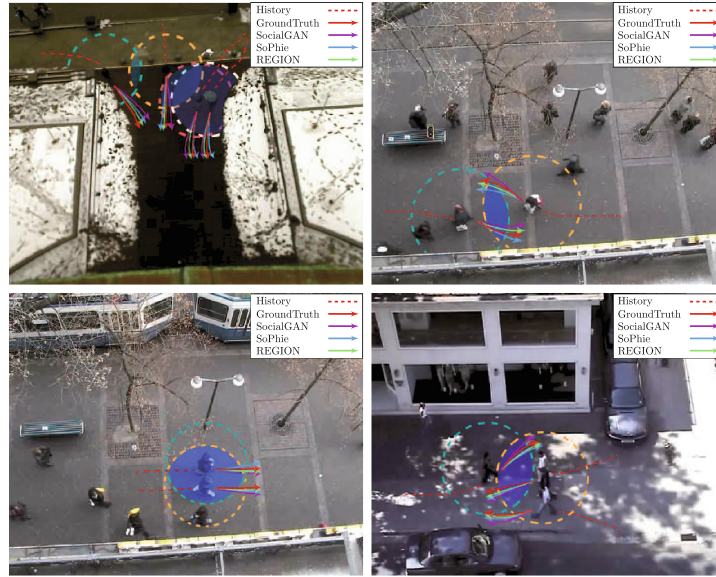 History
GroundTruth
SocialGAN
SoPhie
REGION
History
GroundTruth
SocialGAN
SoPhie
REGION
History
GroundTruth
SocialGAN
SoPhie
REGION
History
GroundTruth
SocialGAN
SoPhie
REGION